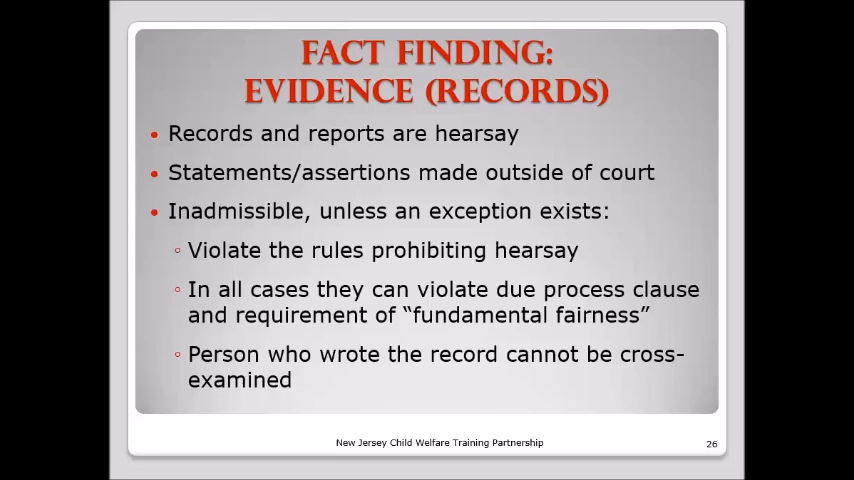 FACT FINDING:
EVIDENCE (RECORDS)
• Records and reports are hearsay
• Statements/assertions made outside of court
• Inadmissible, unless an exception exists:
◦ Violate the rules prohibiting hearsay
◦ In all cases they can violate due process clause
and requirement of “fundamental fairness”
◦ Person who wrote the record cannot be cross-
examined
New Jersey Child Welfare Training Partnership
26